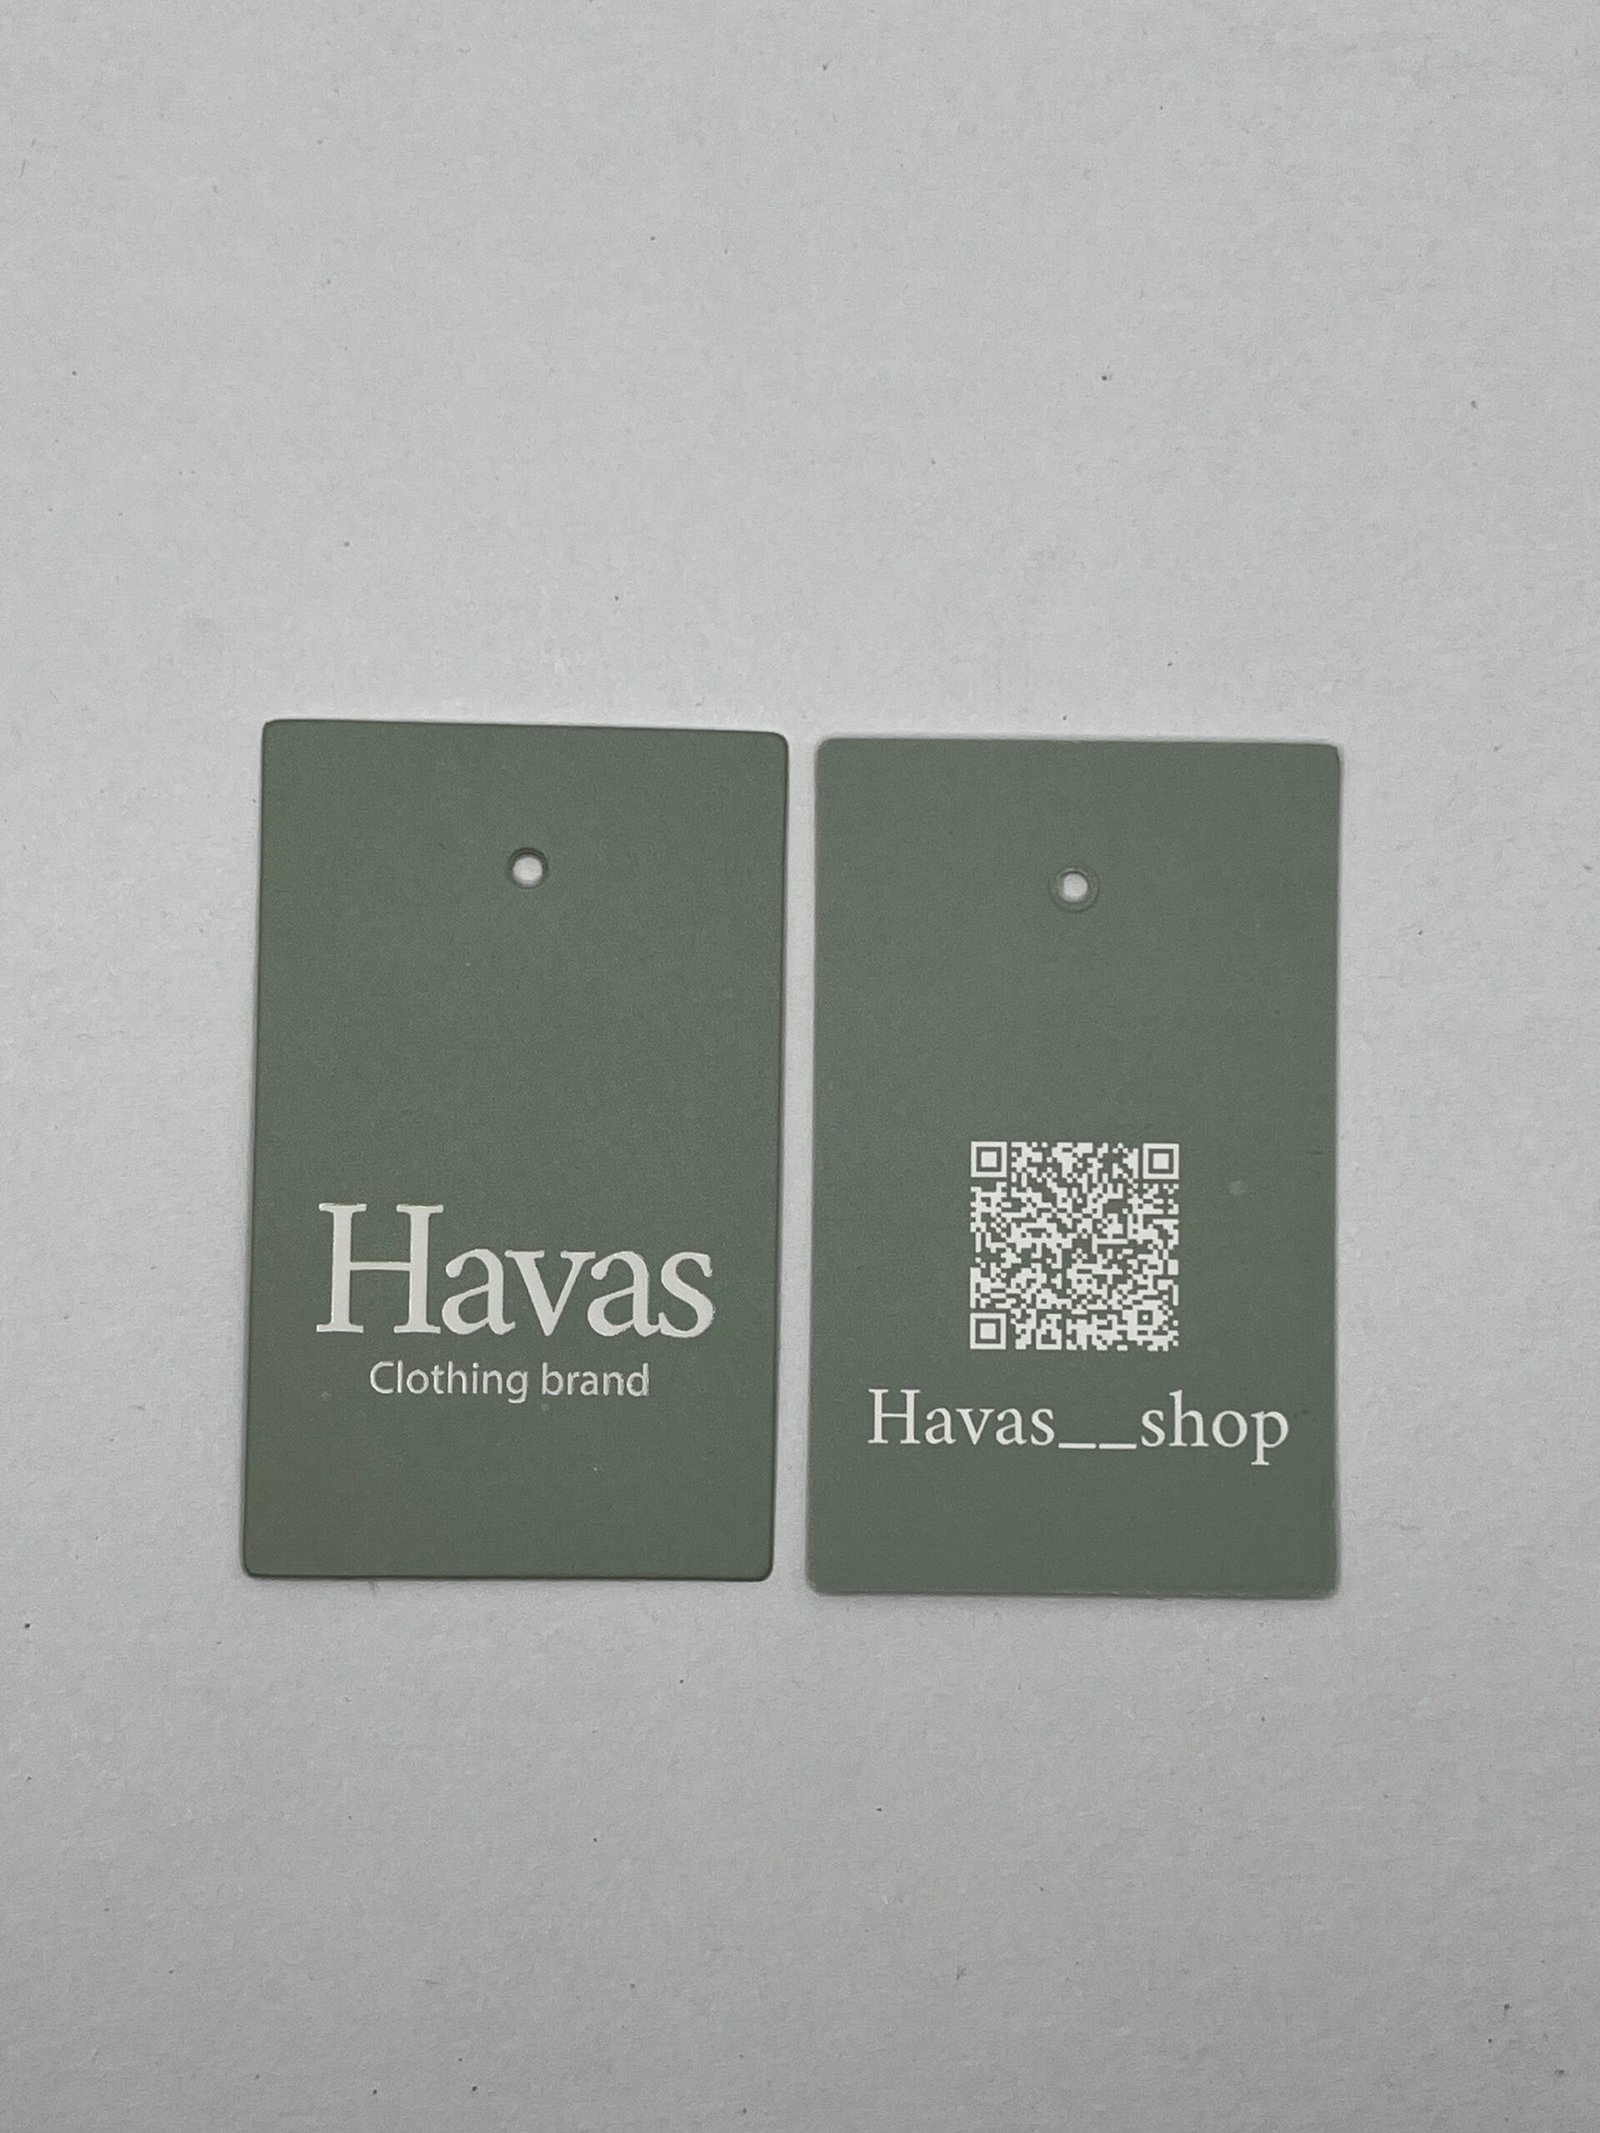 Havas
Clothing brand
Havas__shop